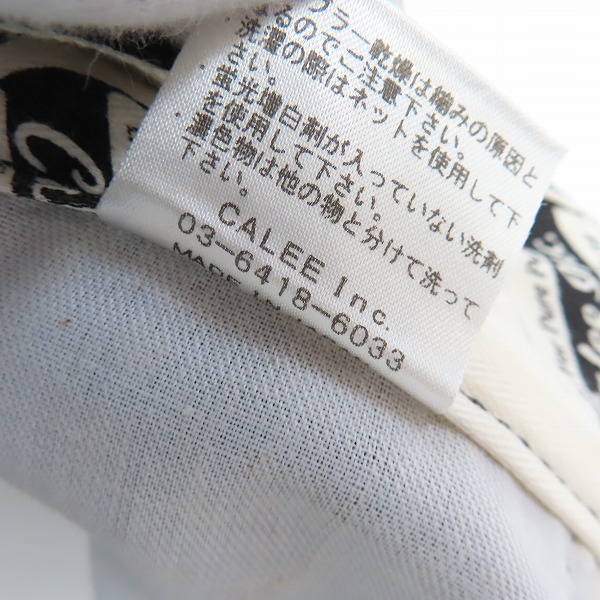 ブラー乾燥は縮みの原因と
るのでご注意下さい。
洗濯の際はネットを使用して下
さい。
蛍光増白剤が入っていない洗剤
を使用して下さい。
濃色物は他の物と分けて洗って
下さい。
CALEE Inc.
03-6418-6033
MADE IN